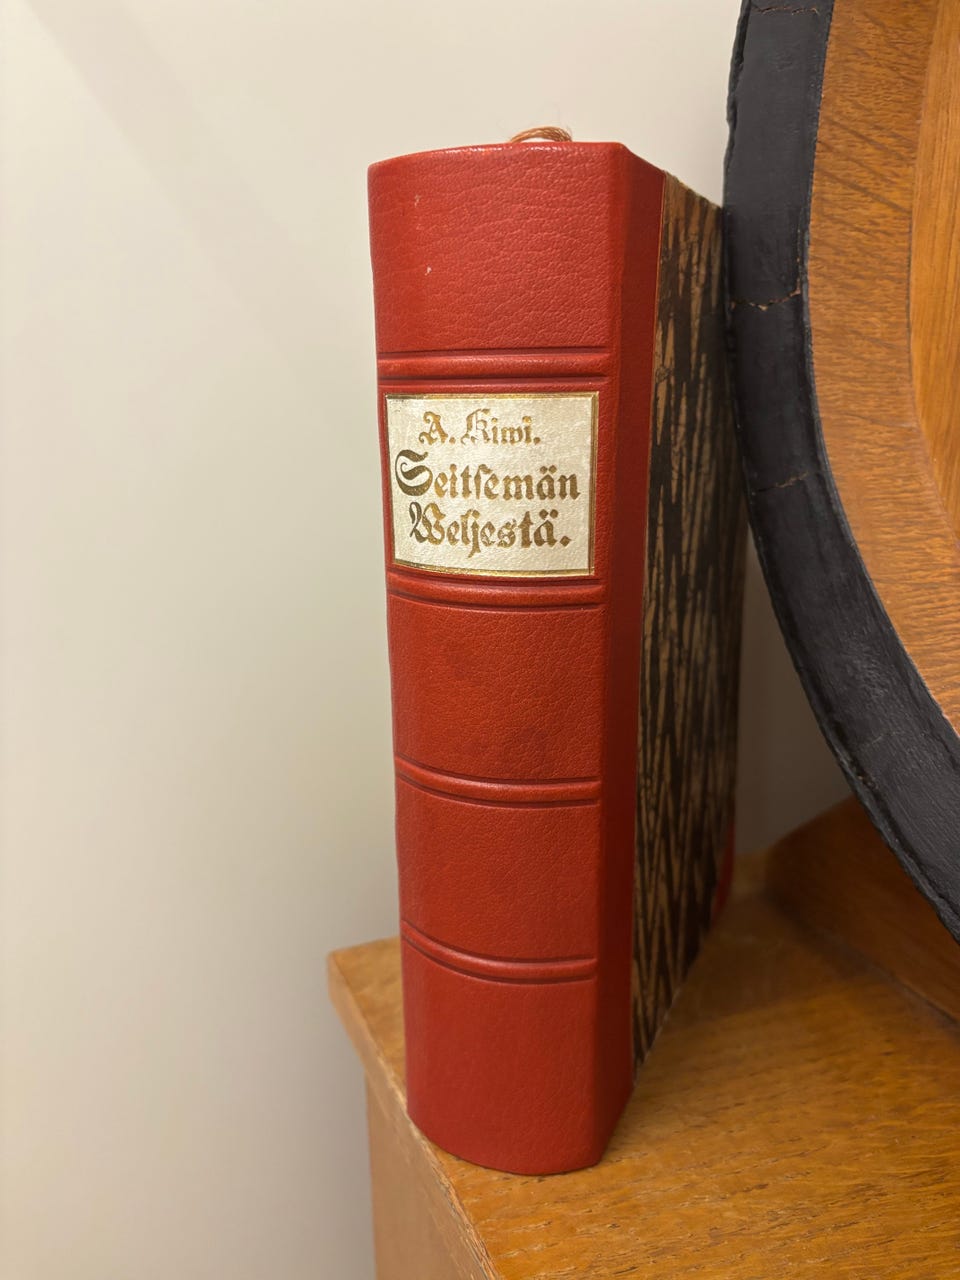 A. Kiwi.
Seitſemän
Weljestä.